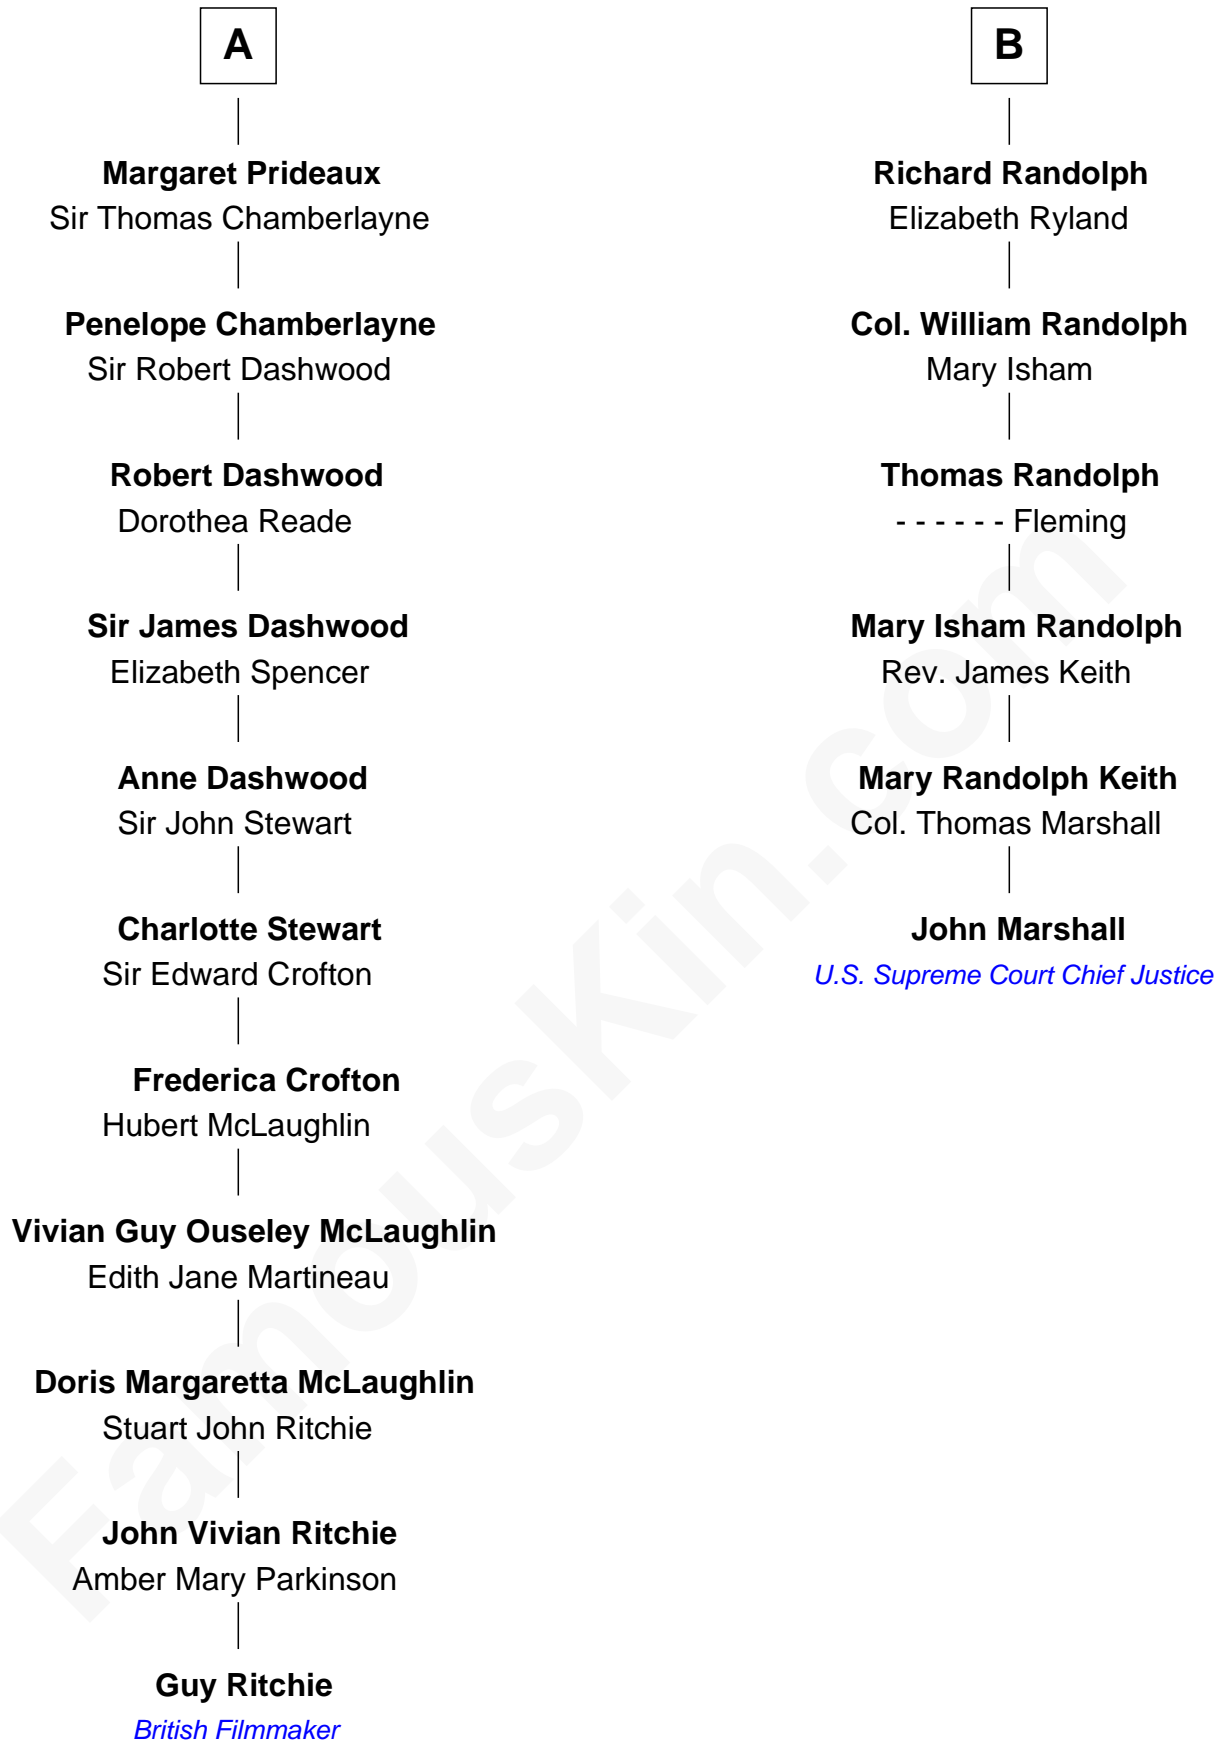 A
Margaret Prideaux
Sir Thomas Chamberlayne
Penelope Chamberlayne
Sir Robert Dashwood
Robert Dashwood
Dorothea Reade
Sir James Dashwood
Elizabeth Spencer
Anne Dashwood
Sir John Stewart
Charlotte Stewart
Sir Edward Crofton
Frederica Crofton
Hubert McLaughlin
Vivian Guy Ouseley McLaughlin
Edith Jane Martineau
Doris Margaretta McLaughlin
Stuart John Ritchie
John Vivian Ritchie
Amber Mary Parkinson
Guy Ritchie
British Filmmaker
B
Richard Randolph
Elizabeth Ryland
Col. William Randolph
Mary Isham
Thomas Randolph
- - - - - - Fleming
Mary Isham Randolph
Rev. James Keith
Mary Randolph Keith
Col. Thomas Marshall
John Marshall
U.S. Supreme Court Chief Justice
FamousKin.com